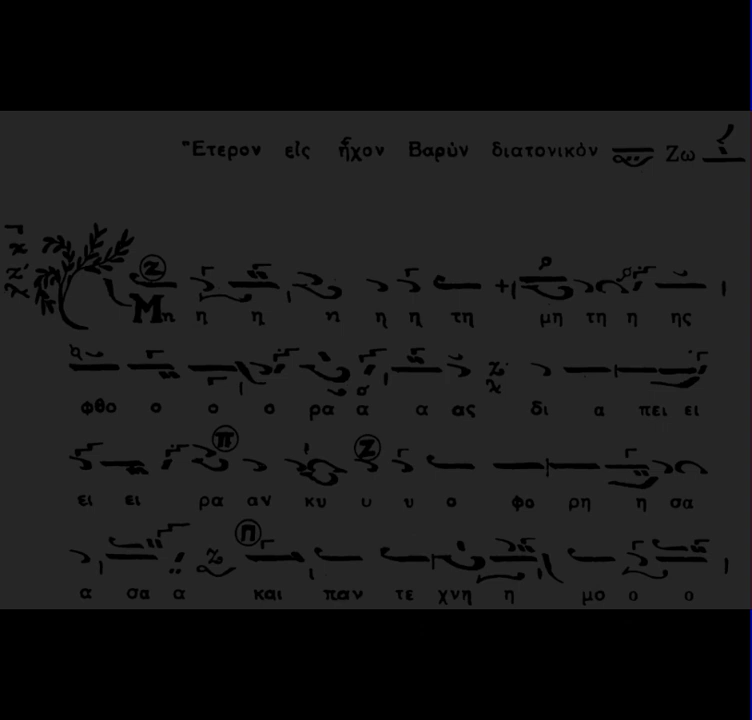 Ἕτερον εἰς ἦχον Βαρὺν διατονικὸν Ζω
Μη η η η η η τη μη τη η ης
φθο ο ο ο ρα α α ας δι α πει ει
ει ει ρα αν κυ υ υ ο φο ρη η σα
α σα α και παν τε χνη η μο ο ο